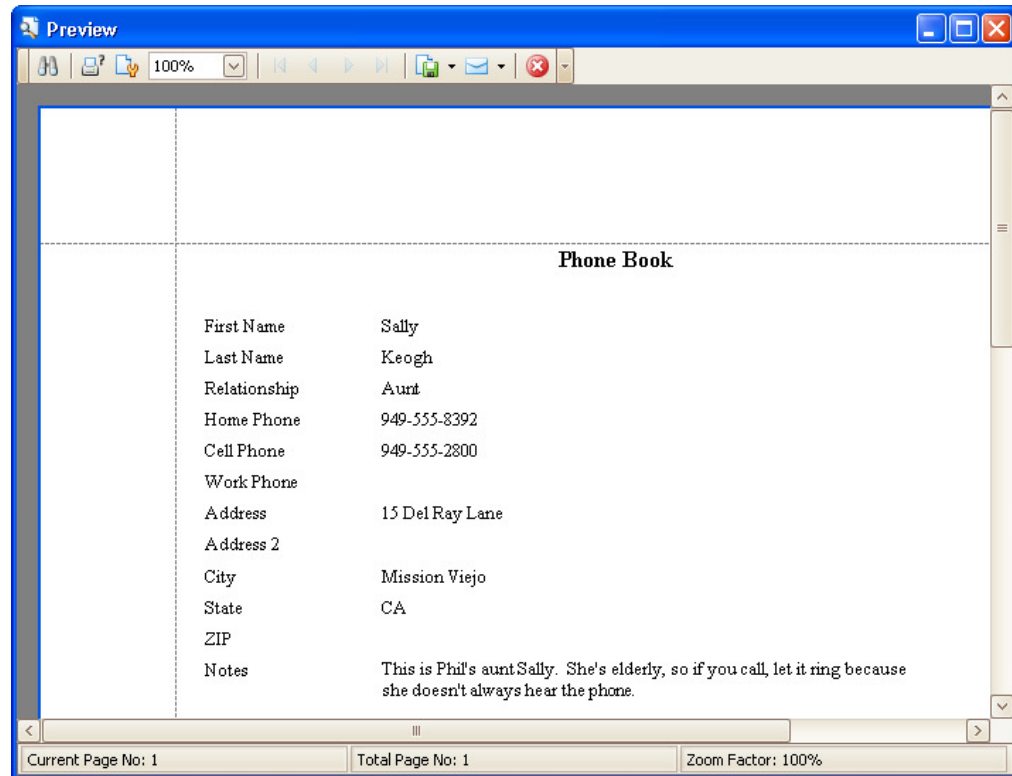 Preview
100%
Phone Book
First Name Sally
Last Name Keogh
Relationship Aunt
Home Phone 949-555-8392
Cell Phone 949-555-2800
Work Phone
Address 15 Del Ray Lane
Address 2
City Mission Viejo
State CA
ZIP
Notes This is Phil's aunt Sally. She's elderly, so if you call, let it ring because
she doesn't always hear the phone.
Current Page No: 1 Total Page No: 1 Zoom Factor: 100%